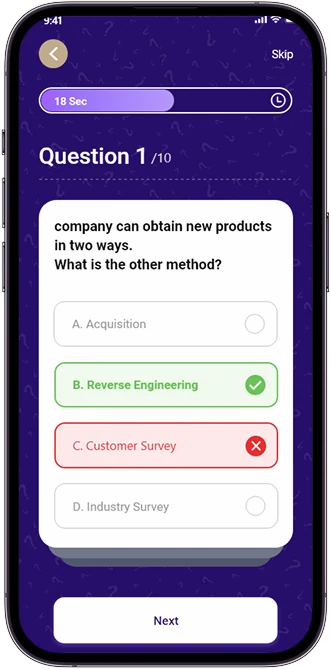 9:41
Skip
18 Sec
Question 1 /10
company can obtain new products
in two ways.
What is the other method?
A. Acquisition
B. Reverse Engineering
C. Customer Survey
D. Industry Survey
Next